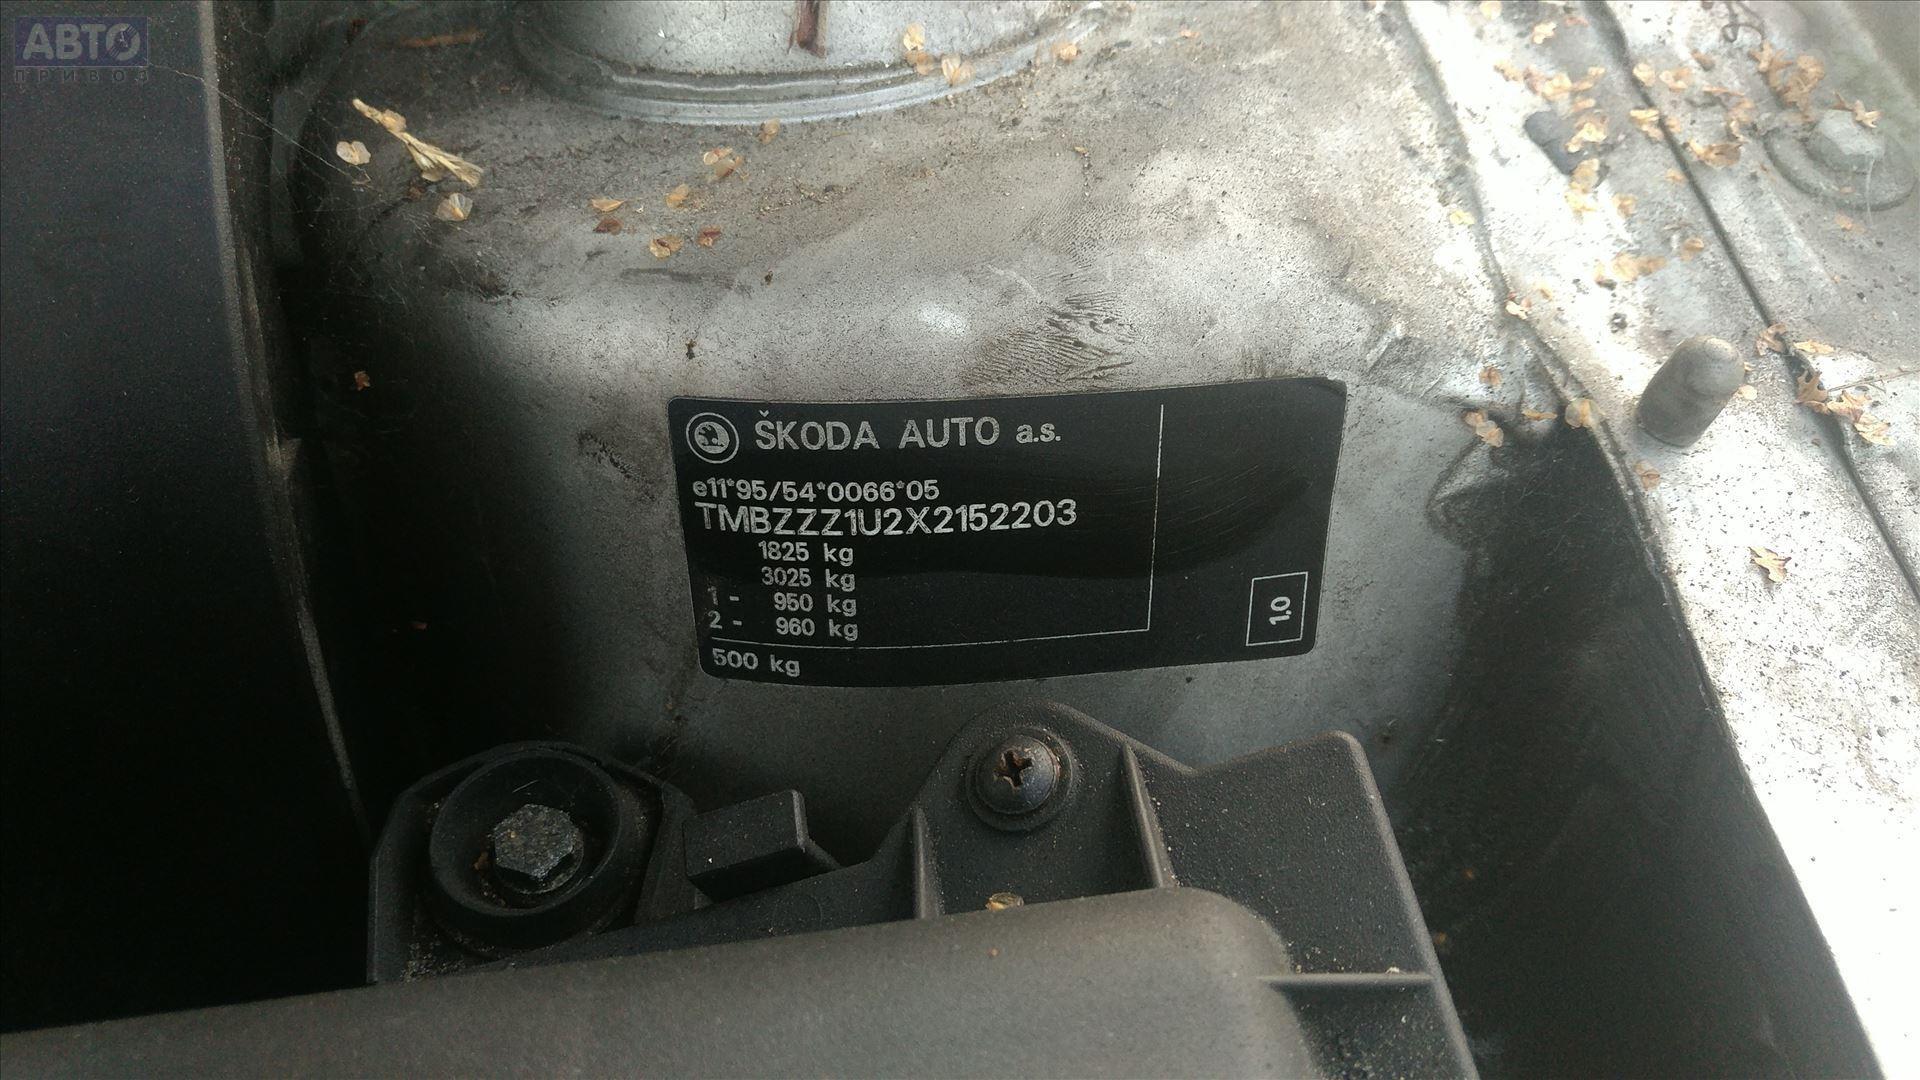 АВТО
ПРИВОЗ
ŠKODA AUTO a.s.
e11*95/54*0066*05
TMBZZZ1U2X2152203
1825 kg
3025 kg
1 - 950 kg
2 - 960 kg
500 kg
1.0